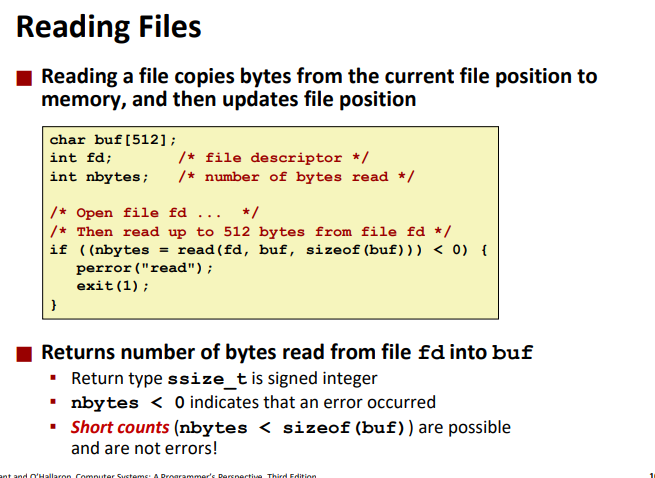 Reading Files
Reading a file copies bytes from the current file position to
memory, and then updates file position
char buf[512];
int fd;       /* file descriptor */
int nbytes;   /* number of bytes read */
/* Open file fd ...  */
/* Then read up to 512 bytes from file fd */
if ((nbytes = read(fd, buf, sizeof(buf))) < 0) {
   perror("read");
   exit(1);
}
Returns number of bytes read from file fd into buf
Return type ssize_t is signed integer
nbytes < 0 indicates that an error occurred
Short counts (nbytes < sizeof(buf)) are possible
and are not errors!
and O'Hallaron, Computer Systems: A Programmer's Perspective, Third Edition